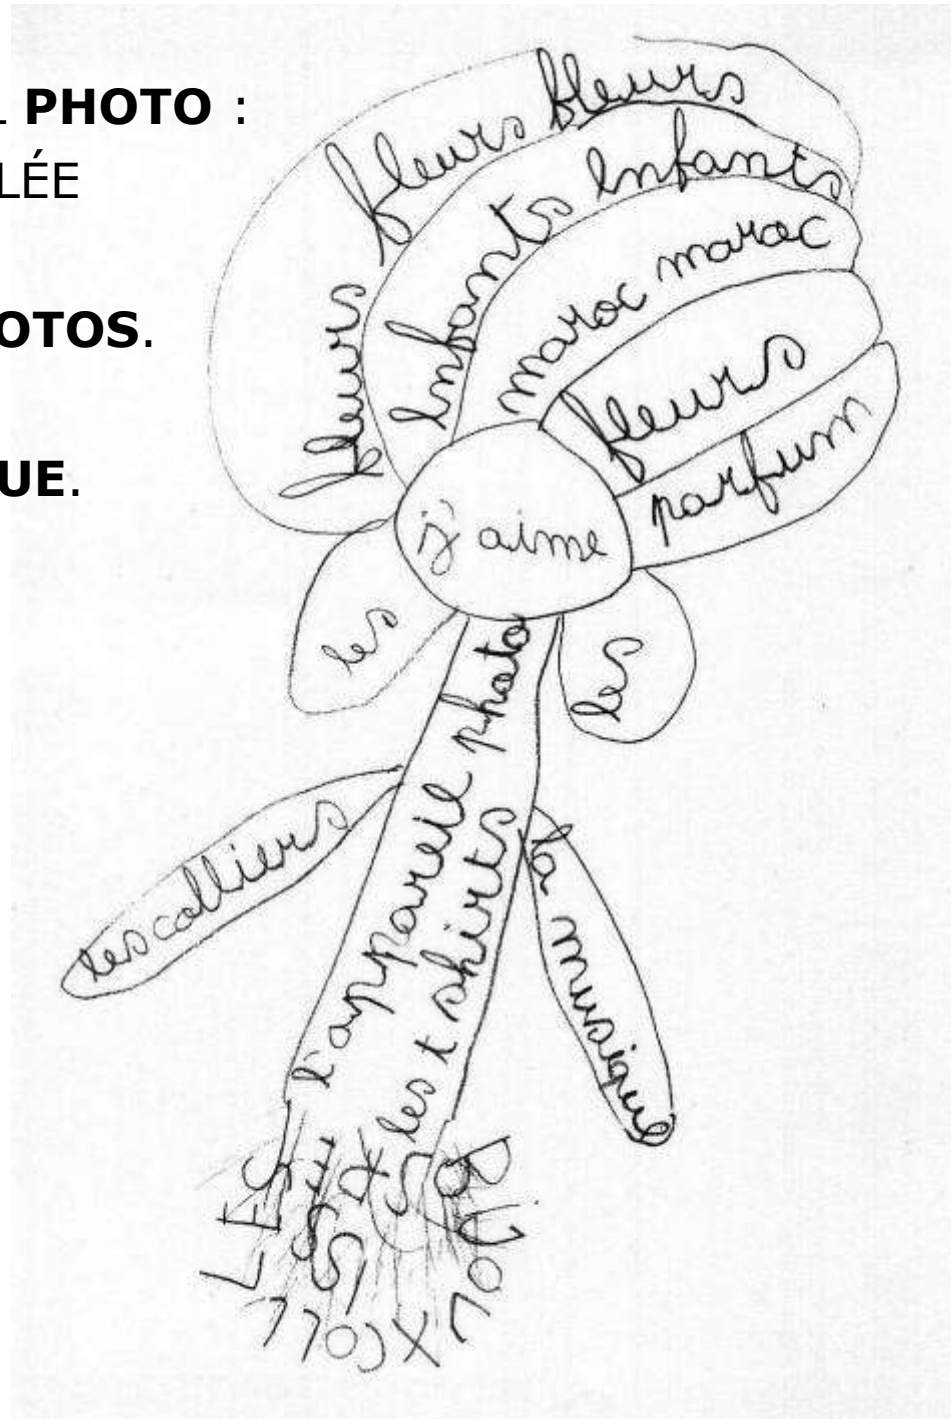 PHOTO :
LÉE
OTOS.
UE.
fleurs fleurs fleurs
Enfants Enfants
maroc maroc
fleurs
parfum
j'aime
les
les
l'appareil photo
les t shirts
les colliers
la musique
LES